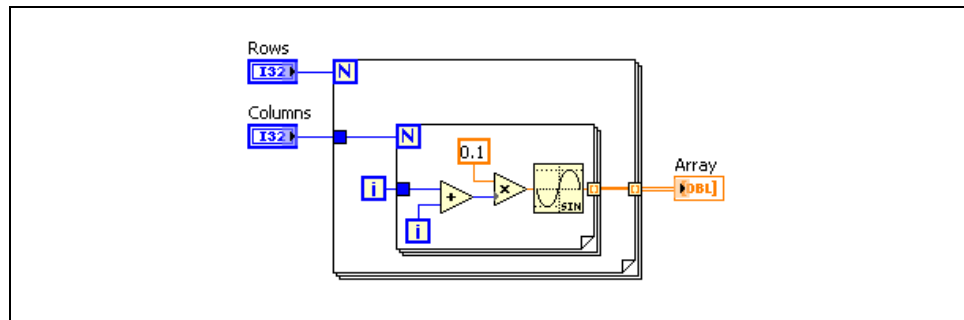 Rows
I32
N
Columns
I32
N
0.1
Array
i
+
x
SIN
DBL]
i